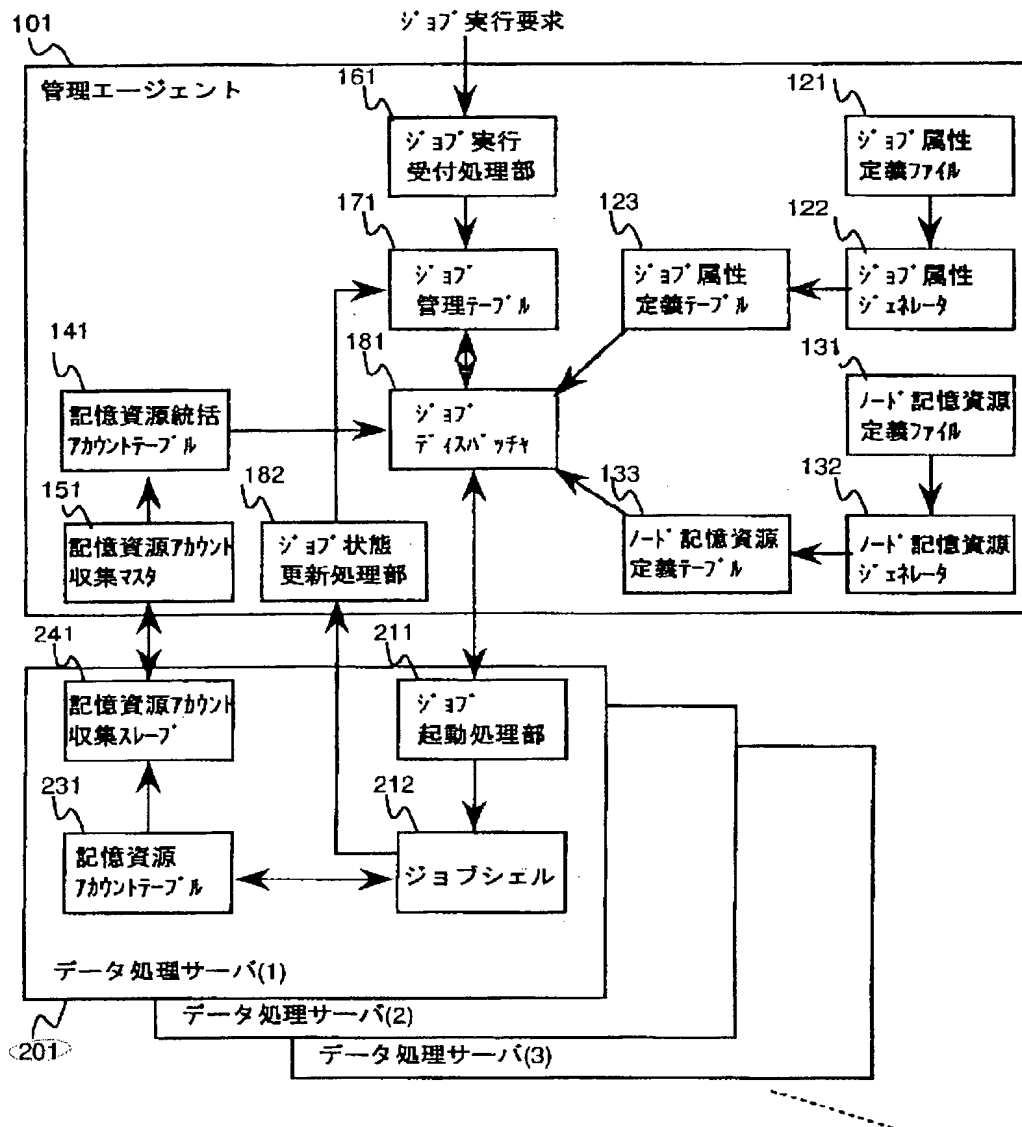 ジョブ実行要求
101
管理エージェント
161
ジョブ実行
受付処理部
121
ジョブ属性
定義ファイル
171
ジョブ
管理テーブル
123
ジョブ属性
定義テーブル
122
ジョブ属性
ジェネレータ
141
記憶資源統括
アカウントテーブル
181
ジョブ
ディスパッチャ
131
ノード記憶資源
定義ファイル
151
記憶資源アカウント
収集マスタ
182
ジョブ状態
更新処理部
133
ノード記憶資源
定義テーブル
132
ノード記憶資源
ジェネレータ
241
記憶資源アカウント
収集スレーブ
211
ジョブ
起動処理部
231
記憶資源
アカウントテーブル
212
ジョブシェル
データ処理サーバ(1)
データ処理サーバ(2)
201
データ処理サーバ(3)